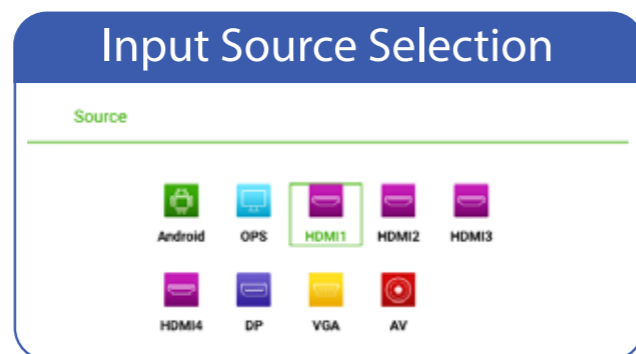 Input Source Selection
Source
Android OPS HDMI1 HDMI2 HDMI3
HDMI4 DP VGA AV